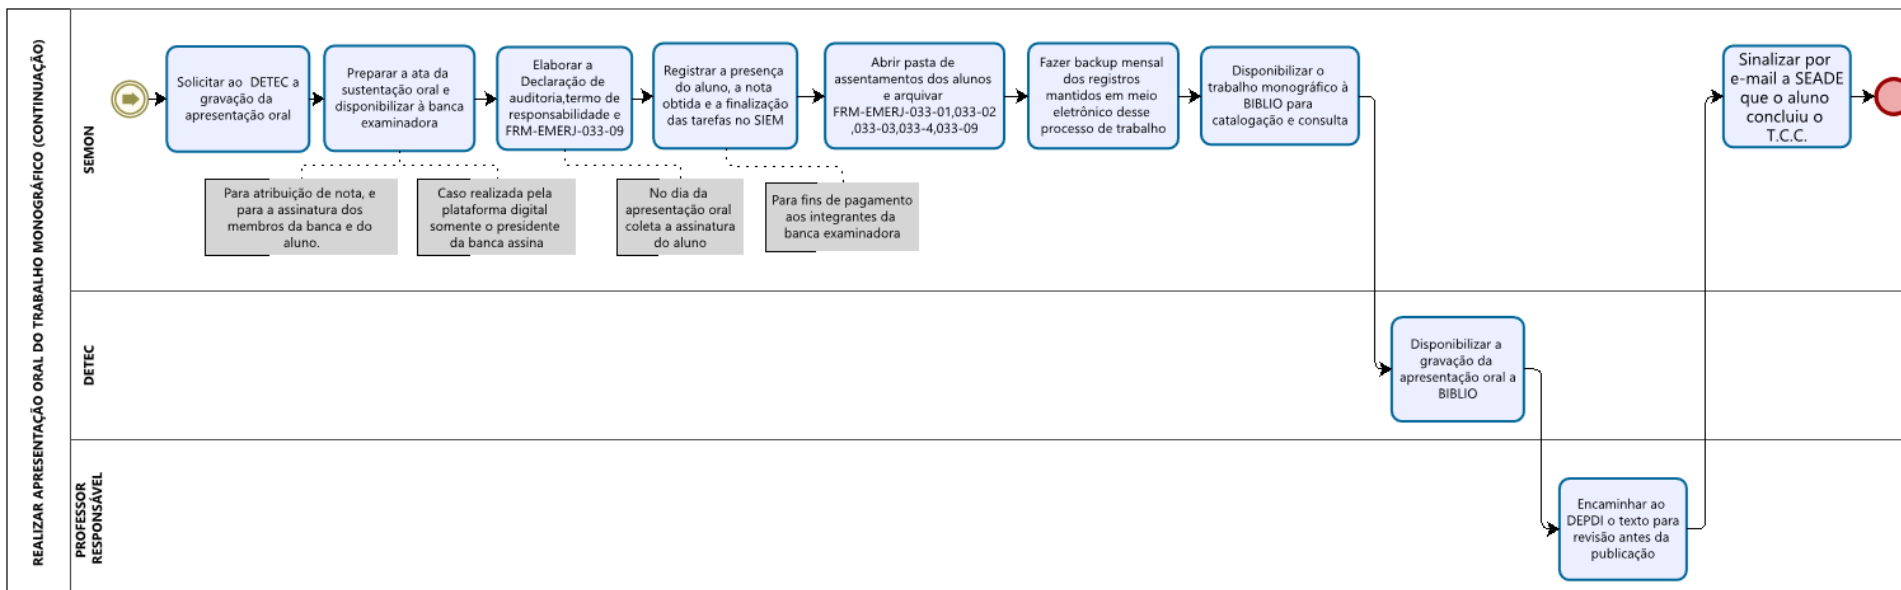 REALIZAR APRESENTAÇÃO ORAL DO TRABALHO MONOGRÁFICO (CONTINUAÇÃO)
SEMON
Solicitar ao DETEC a
gravação da
apresentação oral
Preparar a ata da
sustentação oral e
disponibilizar à banca
examinadora
Elaborar a
Declaração de
auditoria,termo de
responsabilidade e
FRM-EMERJ-033-09
Registrar a presença
do aluno, a nota
obtida e a finalização
das tarefas no SIEM
Abrir pasta de
assentamentos dos alunos
e arquivar
FRM-EMERJ-033-01,033-02
,033-03,033-4,033-09
Fazer backup mensal
dos registros
mantidos em meio
eletrônico desse
processo de trabalho
Disponibilizar o
trabalho monográfico à
BIBLIO para
catalogação e consulta
Sinalizar por
e-mail a SEADE
que o aluno
concluiu o
T.C.C.
Para atribuição de nota, e
para a assinatura dos
membros da banca e do
aluno.
Caso realizada pela
plataforma digital
somente o presidente
da banca assina
No dia da
apresentação oral
coleta a assinatura
do aluno
Para fins de pagamento
aos integrantes da
banca examinadora
DETEC
Disponibilizar a
gravação da
apresentação oral a
BIBLIO
PROFESSOR
RESPONSÁVEL
Encaminhar ao
DEPDI o texto para
revisão antes da
publicação